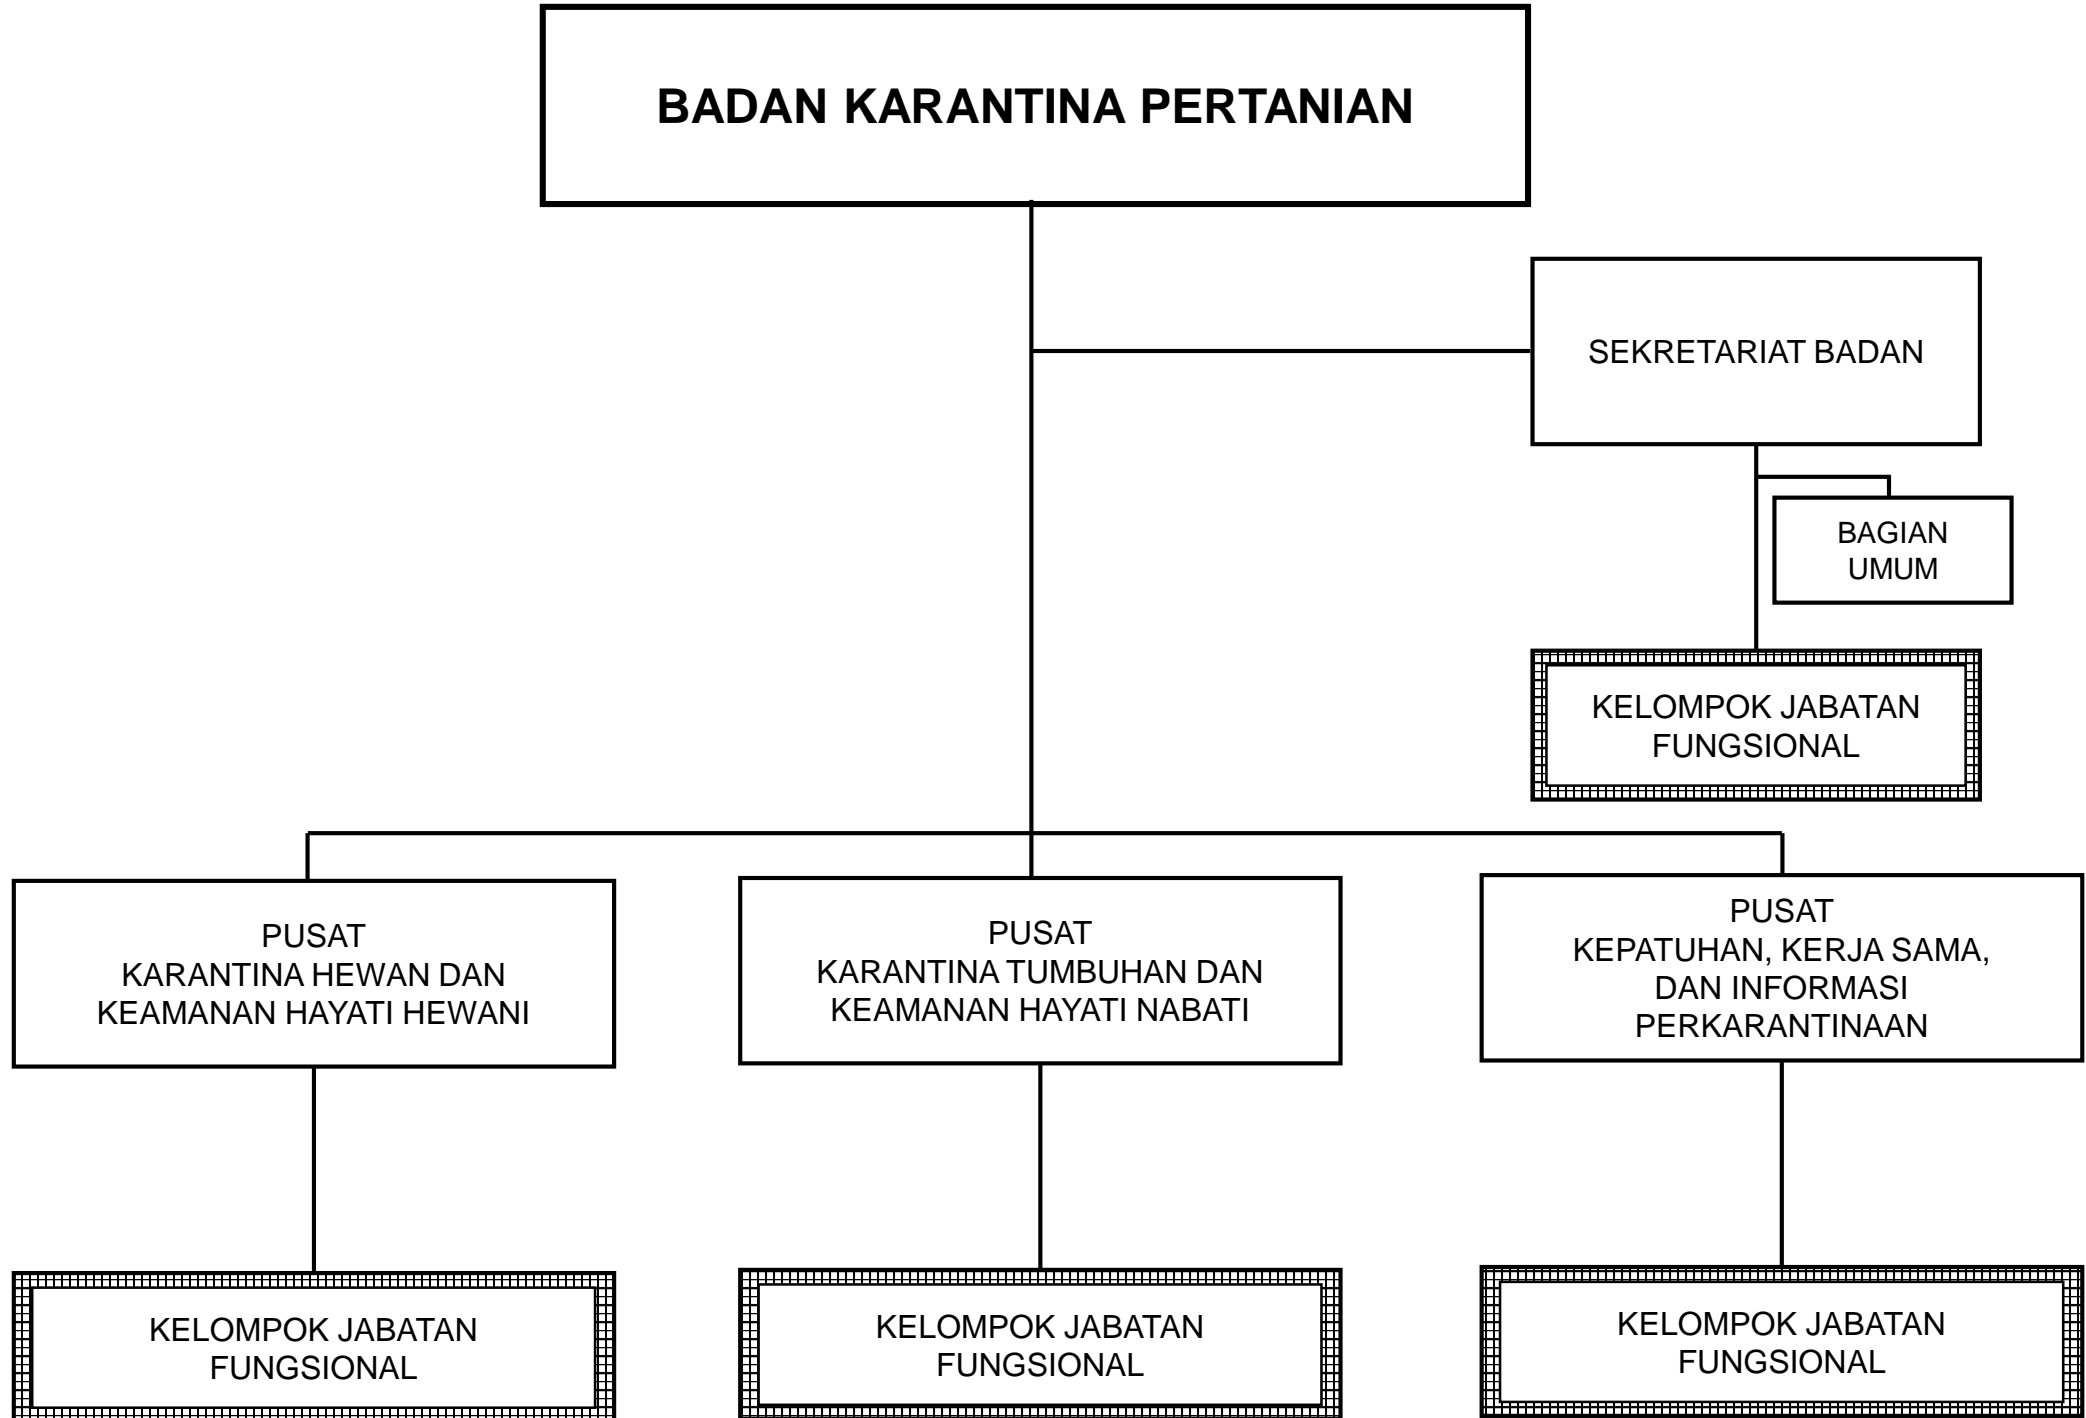 BADAN KARANTINA PERTANIAN
SEKRETARIAT BADAN
BAGIAN
UMUM
KELOMPOK JABATAN
FUNGSIONAL
PUSAT
KARANTINA HEWAN DAN
KEAMANAN HAYATI HEWANI
PUSAT
KARANTINA TUMBUHAN DAN
KEAMANAN HAYATI NABATI
PUSAT
KEPATUHAN, KERJA SAMA,
DAN INFORMASI
PERKARANTINAAN
KELOMPOK JABATAN
FUNGSIONAL
KELOMPOK JABATAN
FUNGSIONAL
KELOMPOK JABATAN
FUNGSIONAL